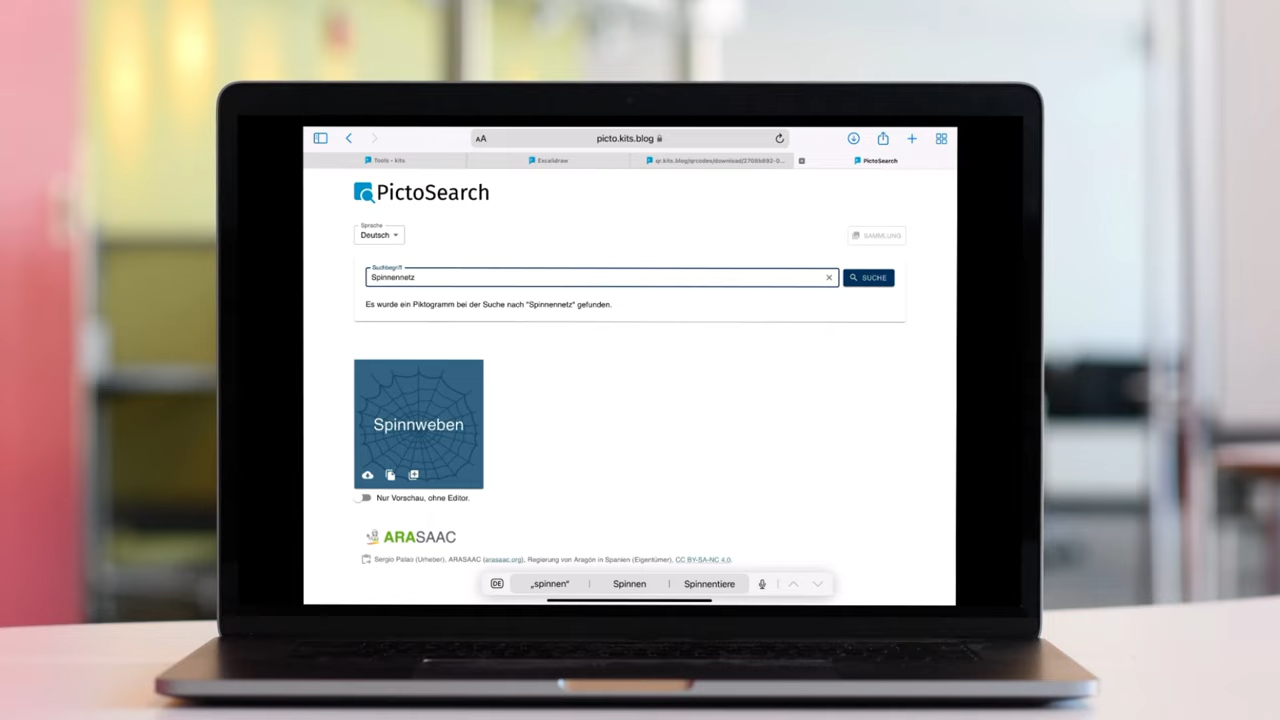 AA picto.kits.blog
Tools - kits
Excalidraw
qr.kits.blog/qrcodes/download/2706b892-0...
PictoSearch
PictoSearch
Sprache
Deutsch
SAMMLUNG
Suchbegriff
Spinnennetz
SUCHE
Es wurde ein Piktogramm bei der Suche nach "Spinnennetz" gefunden.
Spinnweben
Nur Vorschau, ohne Editor.
ARASAAC
Sergio Palao (Urheber), ARASAAC (arasaac.org), Regierung von Aragón in Spanien (Eigentümer), CC BY-SA-NC 4.0.
DE „spinnen“ Spinnen Spinnentiere